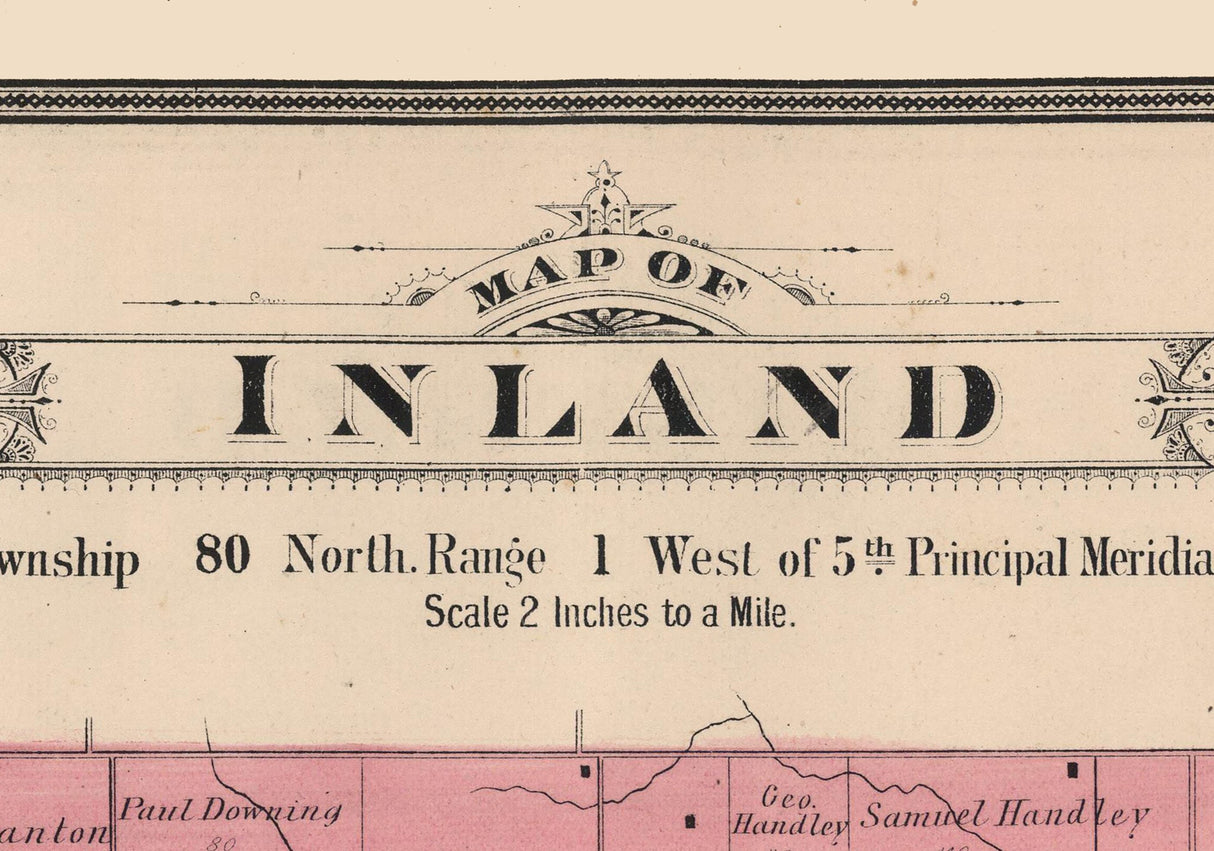 MAP OF
INLAND
wnship 80 North. Range 1 West of 5th Principal Meridia
Scale 2 Inches to a Mile.
anton
Paul Downing
80
Geo.
Handley
Samuel Handley